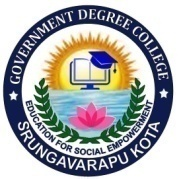 GOVERNMENT DEGREE COLLEGE
EDUCATION FOR SOCIAL EMPOWERMENT
SRUNGAVARAPU KOTA